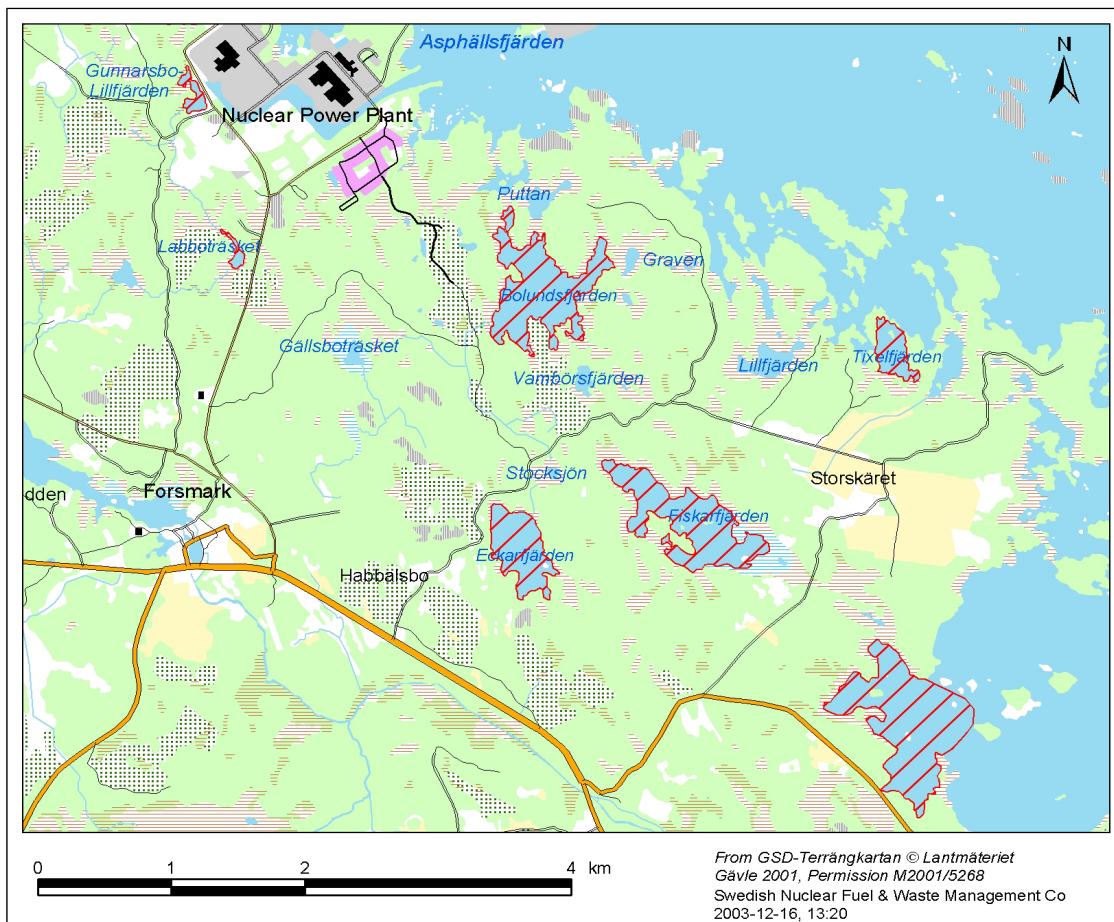 Asphällsfjärden
N
Gunnarsbo-
Lillfjärden
Nuclear Power Plant
Puttan
Labboträsket
Graven
Bolundsfjärden
Gällsboträsket
Lillfjärden
Tixelfjärden
Vambörsfjärden
Stocksjön
Storskäret
Forsmark
dden
Fiskarfjärden
Eckarfjärden
Habbalsbo
0 1 2 4 km
From GSD-Terrängkartan © Lantmäteriet
Gävle 2001, Permission M2001/5268
Swedish Nuclear Fuel & Waste Management Co
2003-12-16, 13:20